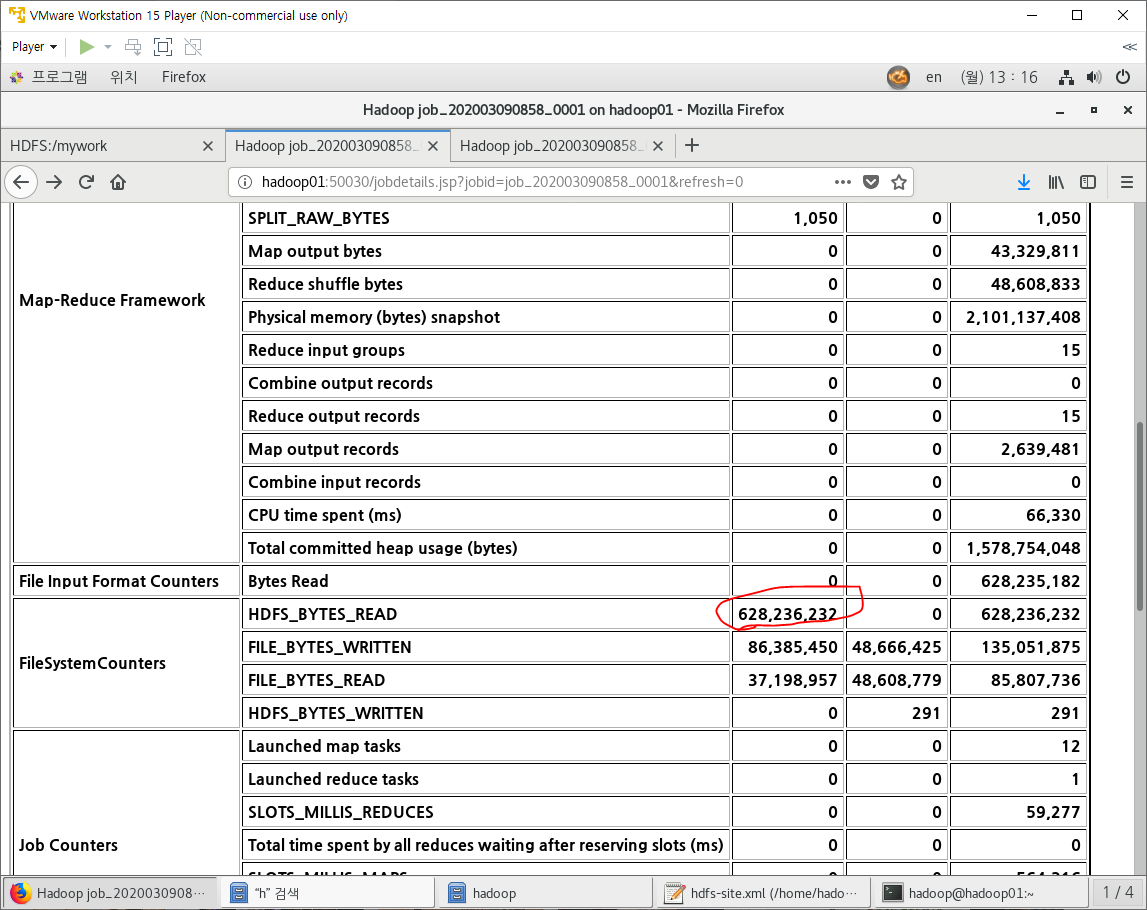 VMware Workstation 15 Player (Non-commercial use only)
Player
프로그램 위치 Firefox en (월) 13 : 16
Hadoop job_202003090858_0001 on hadoop01 - Mozilla Firefox
HDFS:/mywork Hadoop job_202003090858_ Hadoop job_202003090858_
hadoop01:50030/jobdetails.jsp?jobid=job_202003090858_0001&refresh=0
SPLIT_RAW_BYTES 1,050 0 1,050
Map output bytes 0 0 43,329,811
Reduce shuffle bytes 0 0 48,608,833
Map-Reduce Framework
Physical memory (bytes) snapshot 0 0 2,101,137,408
Reduce input groups 0 0 15
Combine output records 0 0 0
Reduce output records 0 0 15
Map output records 0 0 2,639,481
Combine input records 0 0 0
CPU time spent (ms) 0 0 66,330
Total committed heap usage (bytes) 0 0 1,578,754,048
File Input Format Counters Bytes Read 0 0 628,235,182
HDFS_BYTES_READ 628,236,232 0 628,236,232
FILE_BYTES_WRITTEN 86,385,450 48,666,425 135,051,875
FileSystemCounters
FILE_BYTES_READ 37,198,957 48,608,779 85,807,736
HDFS_BYTES_WRITTEN 0 291 291
Launched map tasks 0 0 12
Launched reduce tasks 0 0 1
SLOTS_MILLIS_REDUCES 0 0 59,277
Job Counters Total time spent by all reduces waiting after reserving slots (ms) 0 0 0
Hadoop job_2020030908… "h" 검색 hadoop hdfs-site.xml (/home/hado… hadoop@hadoop01:~ 1 / 4